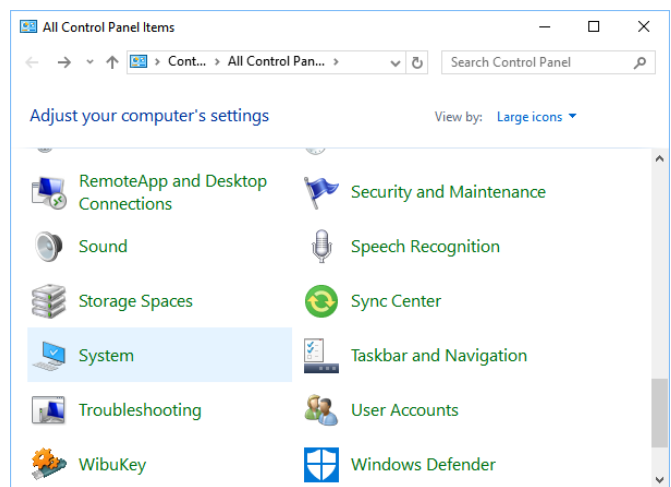 All Control Panel Items
Cont... All Control Pan...
Search Control Panel
Adjust your computer's settings
View by: Large icons
RemoteApp and Desktop
Connections
Security and Maintenance
Sound
Speech Recognition
Storage Spaces
Sync Center
System
Taskbar and Navigation
Troubleshooting
User Accounts
WibuKey
Windows Defender